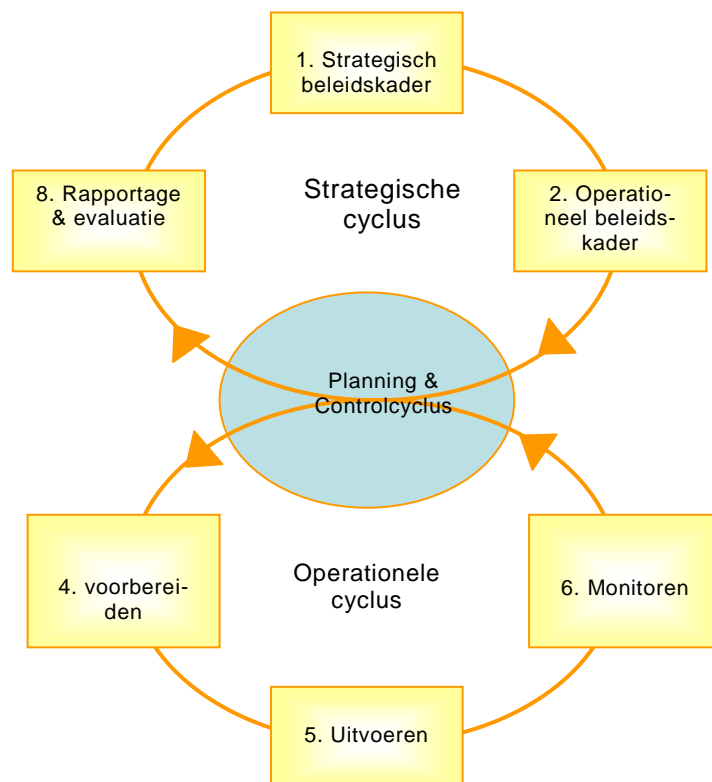 1. Strategisch
beleidskader
8. Rapportage
& evaluatie
Strategische
cyclus
2. Operatio-
neel beleids-
kader
Planning &
Controlcyclus
4. voorberei-
den
Operationele
cyclus
6. Monitoren
5. Uitvoeren